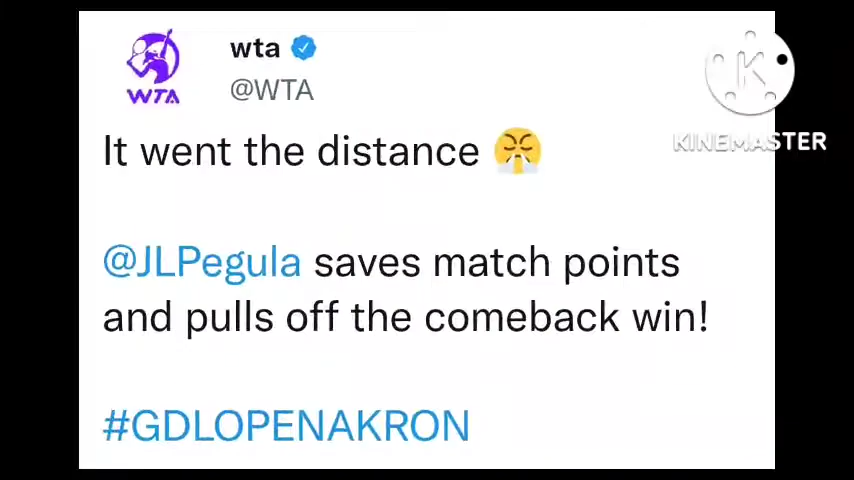 wta
@WTA
WTA
It went the distance 😤
@JLPegula saves match points
and pulls off the comeback win!
#GDLOPENAKRON
K
KINEMASTER